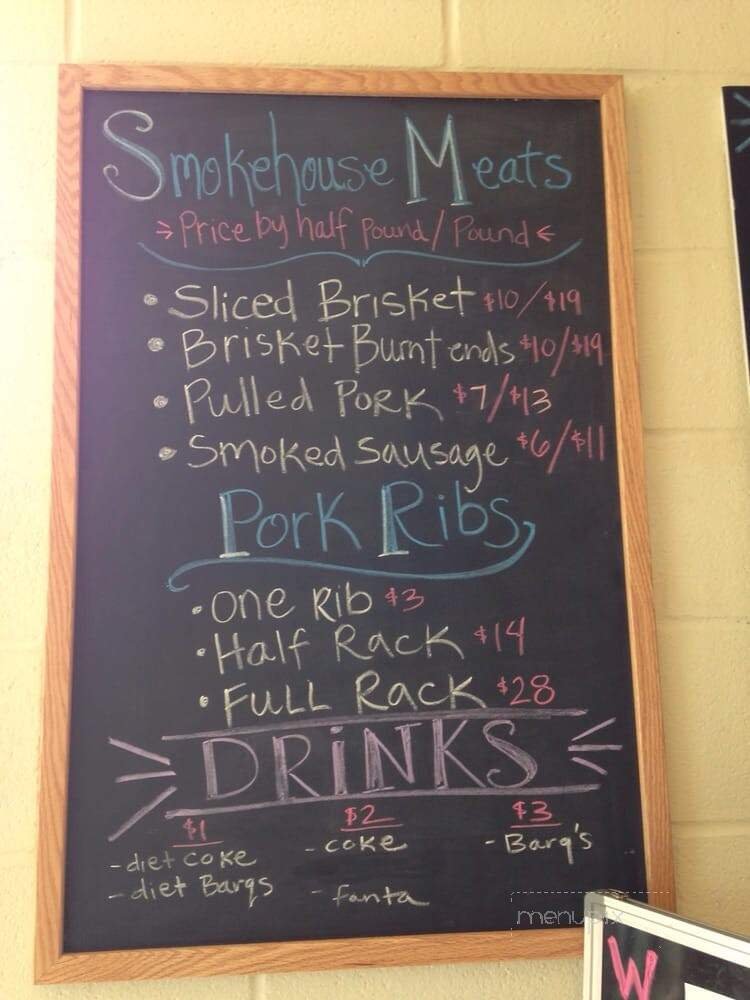 Smokehouse Meats
Price by half Pound / Pound
• Sliced Brisket $10/$19
• Brisket Burnt ends $10/$19
• Pulled Pork $7/$13
• Smoked Sausage $6/$11
Pork Ribs
• One Rib $3
• Half Rack $14
• Full Rack $28
DRiNKS
$1 $2 $3
- diet coke - coke - Barq's
- diet Barqs - fanta
menupix
W